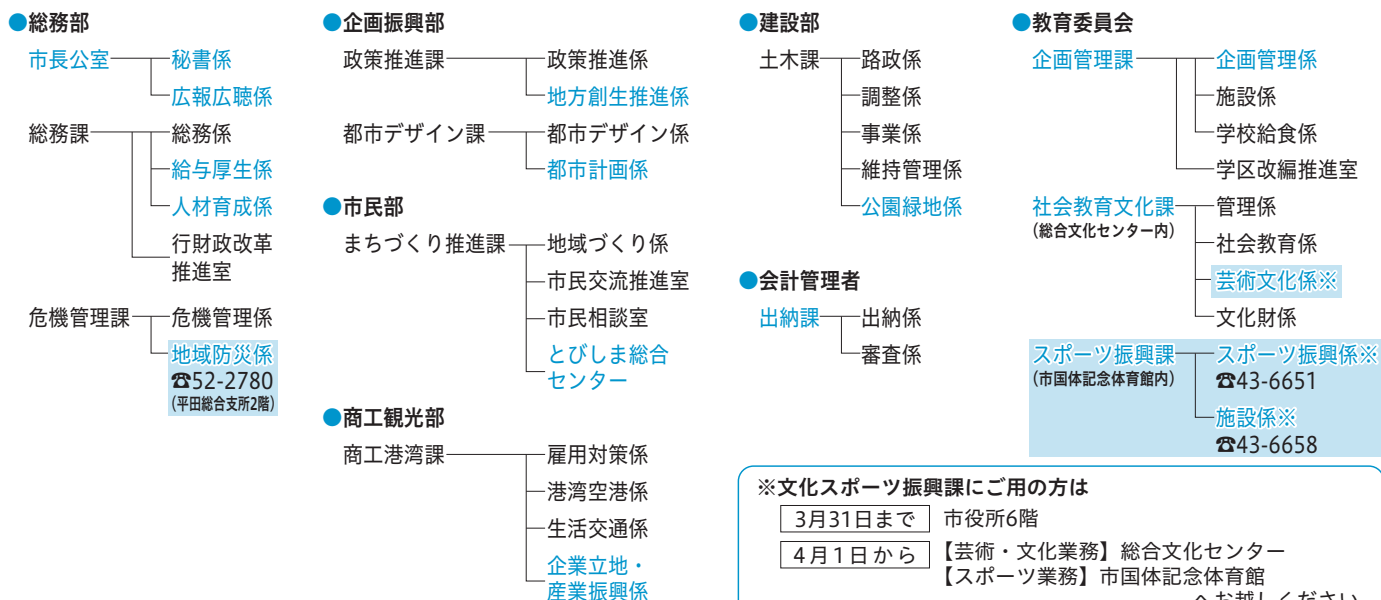 ●総務部
市長公室
秘書係
広報広聴係
総務課
総務係
給与厚生係
人材育成係
行財政改革
推進室
危機管理課
危機管理係
地域防災係
☎52-2780
(平田総合支所2階)
●企画振興部
政策推進課
政策推進係
地方創生推進係
都市デザイン課
都市デザイン係
都市計画係
●市民部
まちづくり推進課
地域づくり係
市民交流推進室
市民相談室
とびしま総合
センター
●商工観光部
商工港湾課
雇用対策係
港湾空港係
生活交通係
企業立地・
産業振興係
●建設部
土木課
路政係
調整係
事業係
維持管理係
公園緑地係
●会計管理者
出納課
出納係
審査係
●教育委員会
企画管理課
企画管理係
施設係
学校給食係
学区改編推進室
社会教育文化課
(総合文化センター内)
管理係
社会教育係
芸術文化係※
文化財係
スポーツ振興課
(市国体記念体育館内)
スポーツ振興係※
☎43-6651
施設係※
☎43-6658
※文化スポーツ振興課にご用の方は
3月31日まで 市役所6階
4月1日から 【芸術・文化業務】総合文化センター
【スポーツ業務】市国体記念体育館
へお越しください